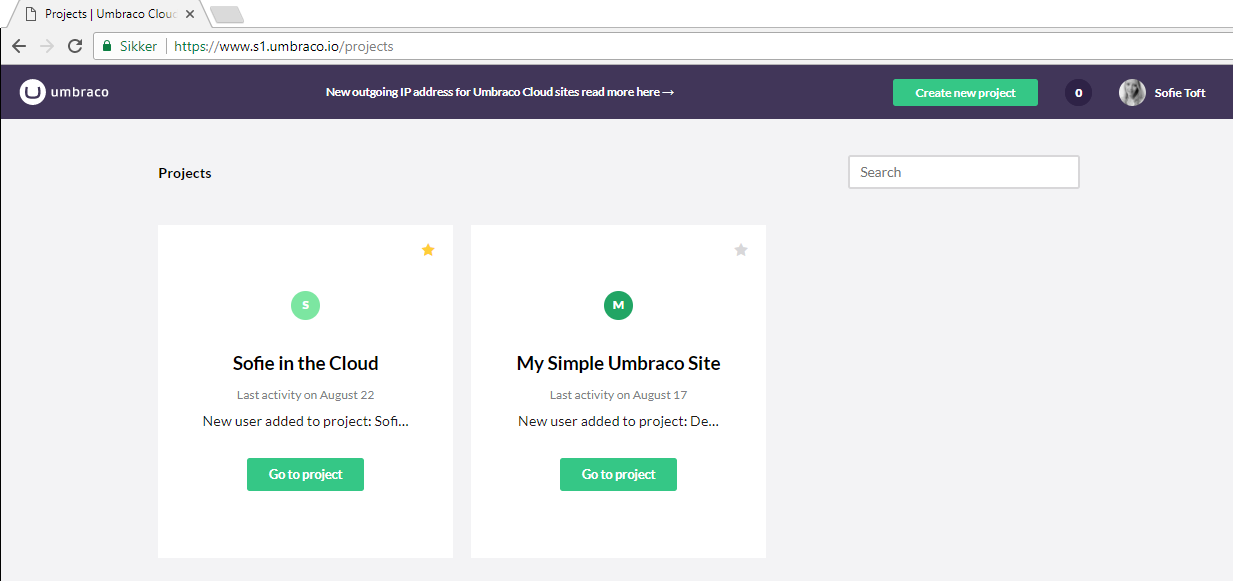 Projects | Umbraco Clou
Sikker
https://www.s1.umbraco.io/projects
umbraco
New outgoing IP address for Umbraco Cloud sites read more here →
Create new project
0
Sofie Toft
Projects
Search
S
Sofie in the Cloud
Last activity on August 22
New user added to project: Sofi...
Go to project
M
My Simple Umbraco Site
Last activity on August 17
New user added to project: De...
Go to project